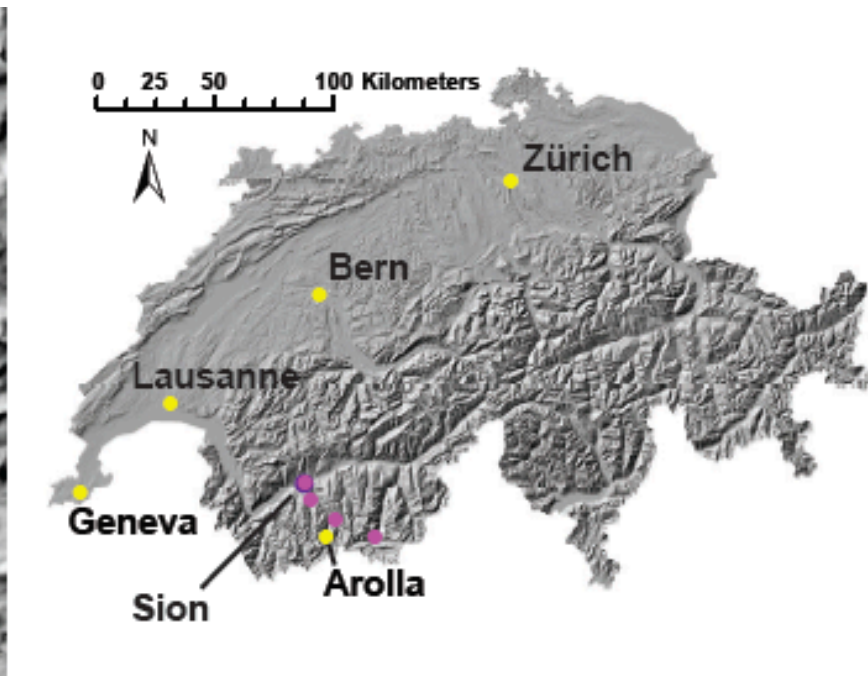 0 25 50 100 Kilometers
N
Zürich
Bern
Lausanne
Geneva
Arolla
Sion